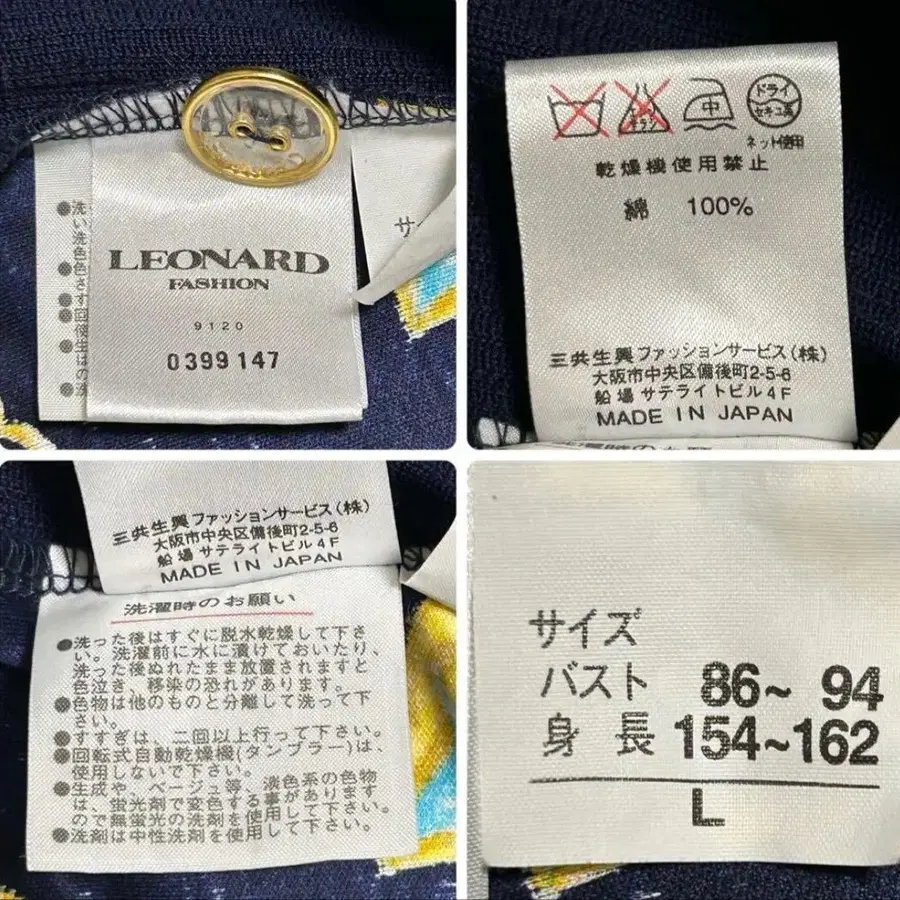 LEONARD
FASHION
9120
0399147
サ
中
ドライ
セキユ系
ネット使用
乾燥機使用禁止
綿 100%
三共生興ファッションサービス(株)
大阪市中央区備後町2-5-6
船場 サテライトビル4F
MADE IN JAPAN
三共生興ファッションサービス(株)
大阪市中央区備後町2-5-6
船場 サテライトビル4F
MADE IN JAPAN
洗濯時のお願い
●洗った後はすぐに脱水乾燥して下さ
い。洗濯前に水に漬けておいたり、
洗った後ぬれたまま放置されますと
色泣き、移染の恐れがあります。
●色物は他のものと分離して洗って下
さい。
●すすぎは、二回以上行って下さい。
●回転式自動乾燥機(タンブラー)は、
使用しないで下さい。
●生成や、ベージュ等、淡色系の色物
は、蛍光剤で変色する事があります
ので無蛍光の洗剤を使用して下さい。
●洗剤は中性洗剤を使用して下さい。
サイズ
バスト 86~ 94
身長 154~162
L